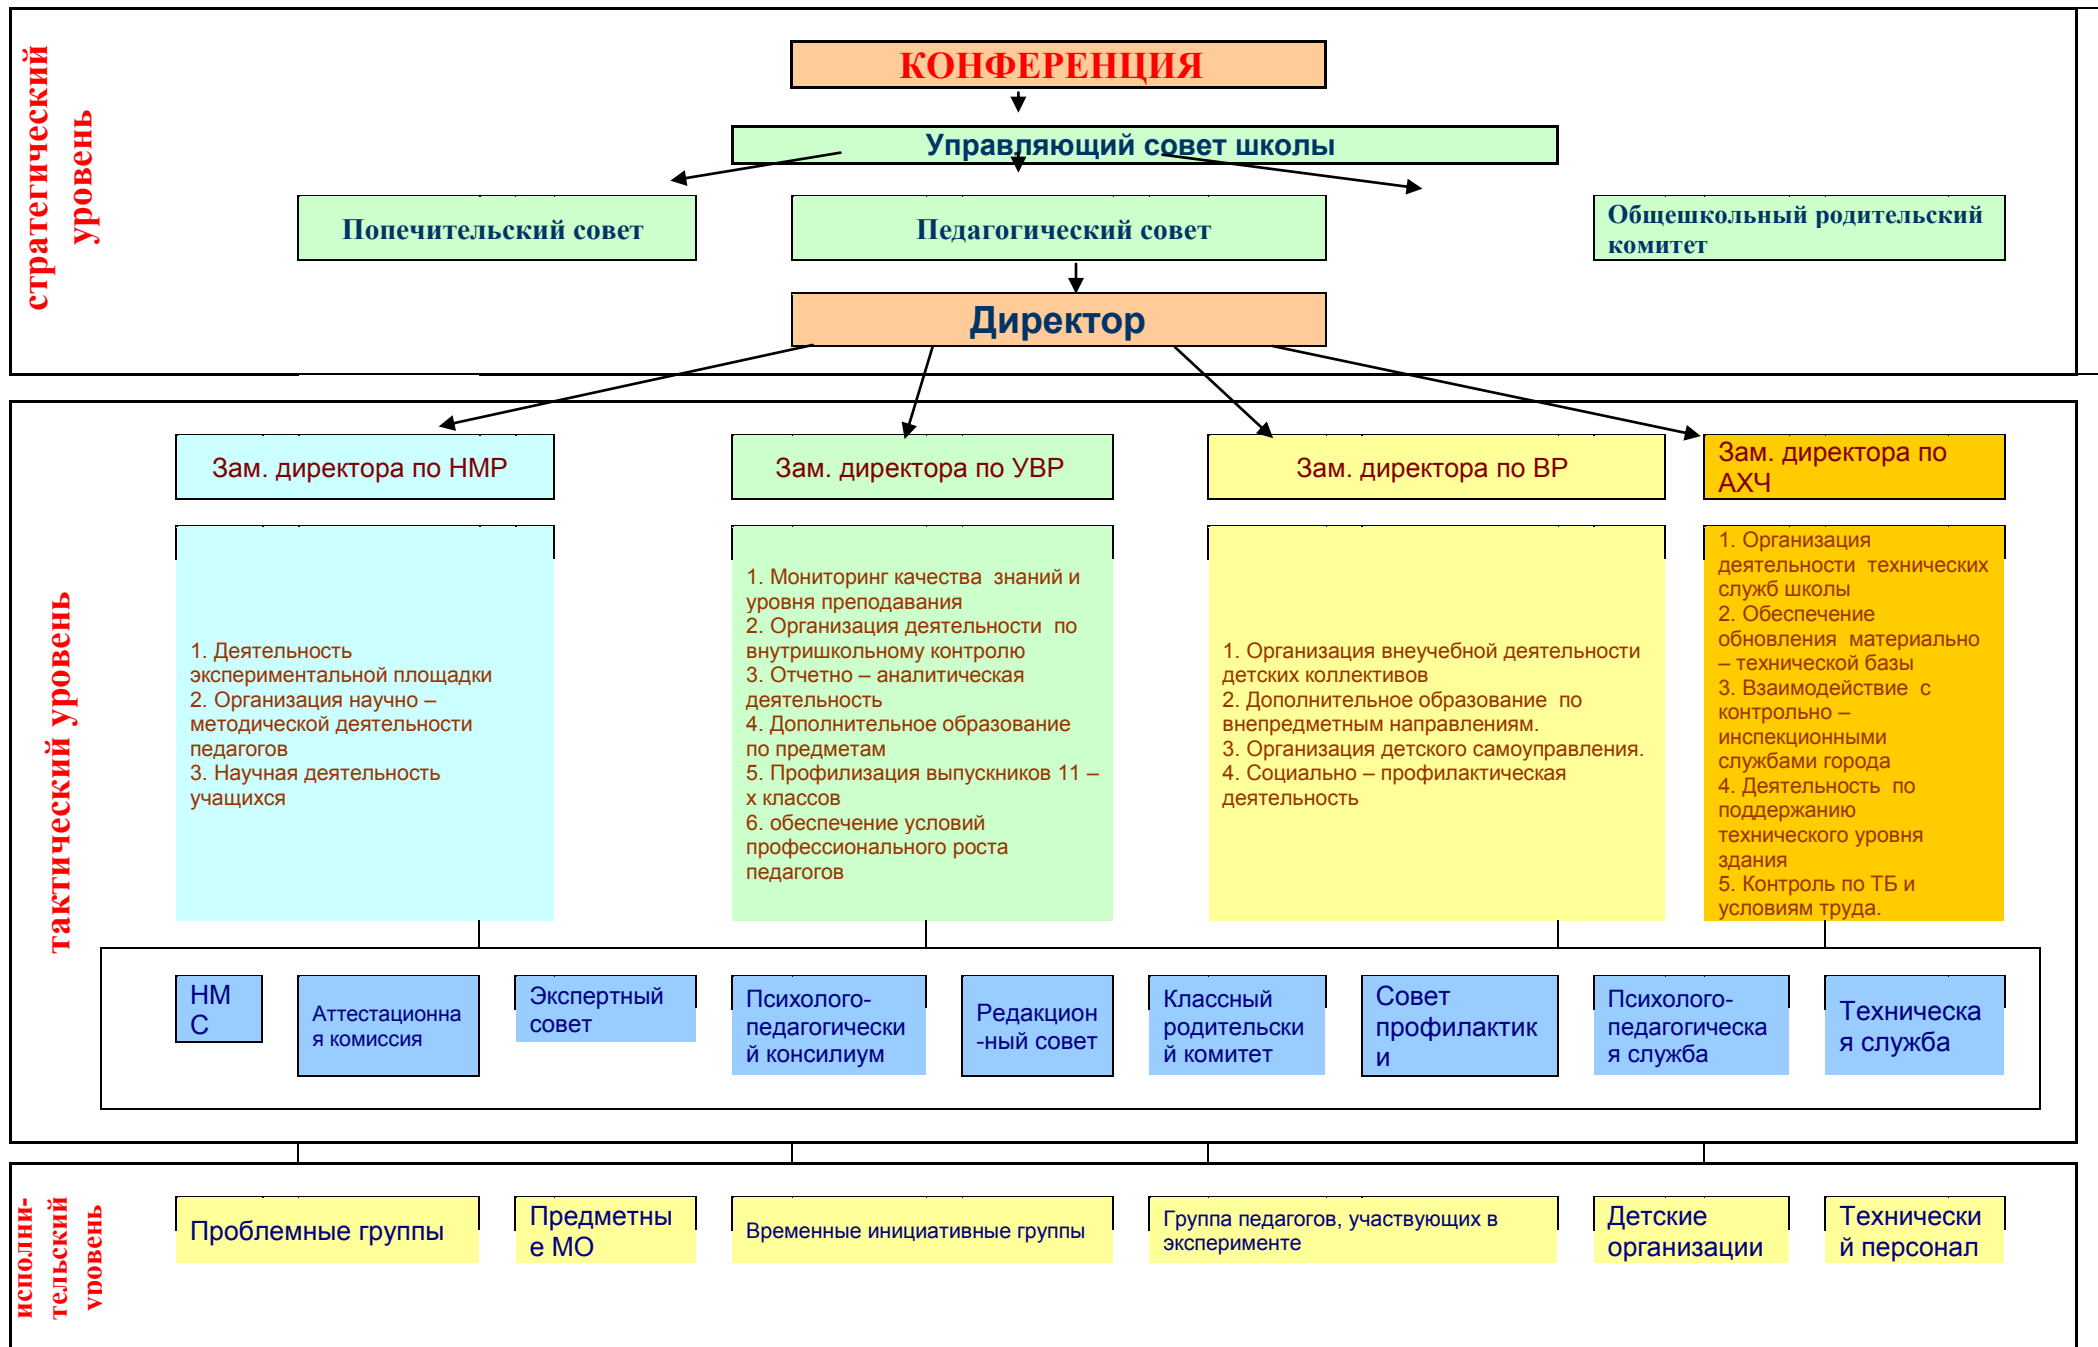 стратегический
уровень
КОНФЕРЕНЦИЯ
Управляющий совет школы
Попечительский совет
Педагогический совет
Общешкольный родительский
комитет
Директор
тактический уровень
Зам. директора по НМР
Зам. директора по УВР
Зам. директора по ВР
Зам. директора по
АХЧ
1. Деятельность
экспериментальной площадки
2. Организация научно –
методической деятельности
педагогов
3. Научная деятельность
учащихся
1. Мониторинг качества знаний и
уровня преподавания
2. Организация деятельности по
внутришкольному контролю
3. Отчетно – аналитическая
деятельность
4. Дополнительное образование
по предметам
5. Профилизация выпускников 11 –
х классов
6. обеспечение условий
профессионального роста
педагогов
1. Организация внеучебной деятельности
детских коллективов
2. Дополнительное образование по
внепредметным направлениям.
3. Организация детского самоуправления.
4. Социально – профилактическая
деятельность
1. Организация
деятельности технических
служб школы
2. Обеспечение
обновления материально
– технической базы
3. Взаимодействие с
контрольно –
инспекционными
службами города
4. Деятельность по
поддержанию
технического уровня
здания
5. Контроль по ТБ и
условиям труда.
НМ
С
Аттестационна
я комиссия
Экспертный
совет
Психолого-
педагогически
й консилиум
Редакцион
-ный совет
Классный
родительски
й комитет
Совет
профилактик
и
Психолого-
педагогическа
я служба
Техническа
я служба
исполни-
тельский
уровень
Проблемные группы
Предметны
е МО
Временные инициативные группы
Группа педагогов, участвующих в
эксперименте
Детские
организации
Технически
й персонал